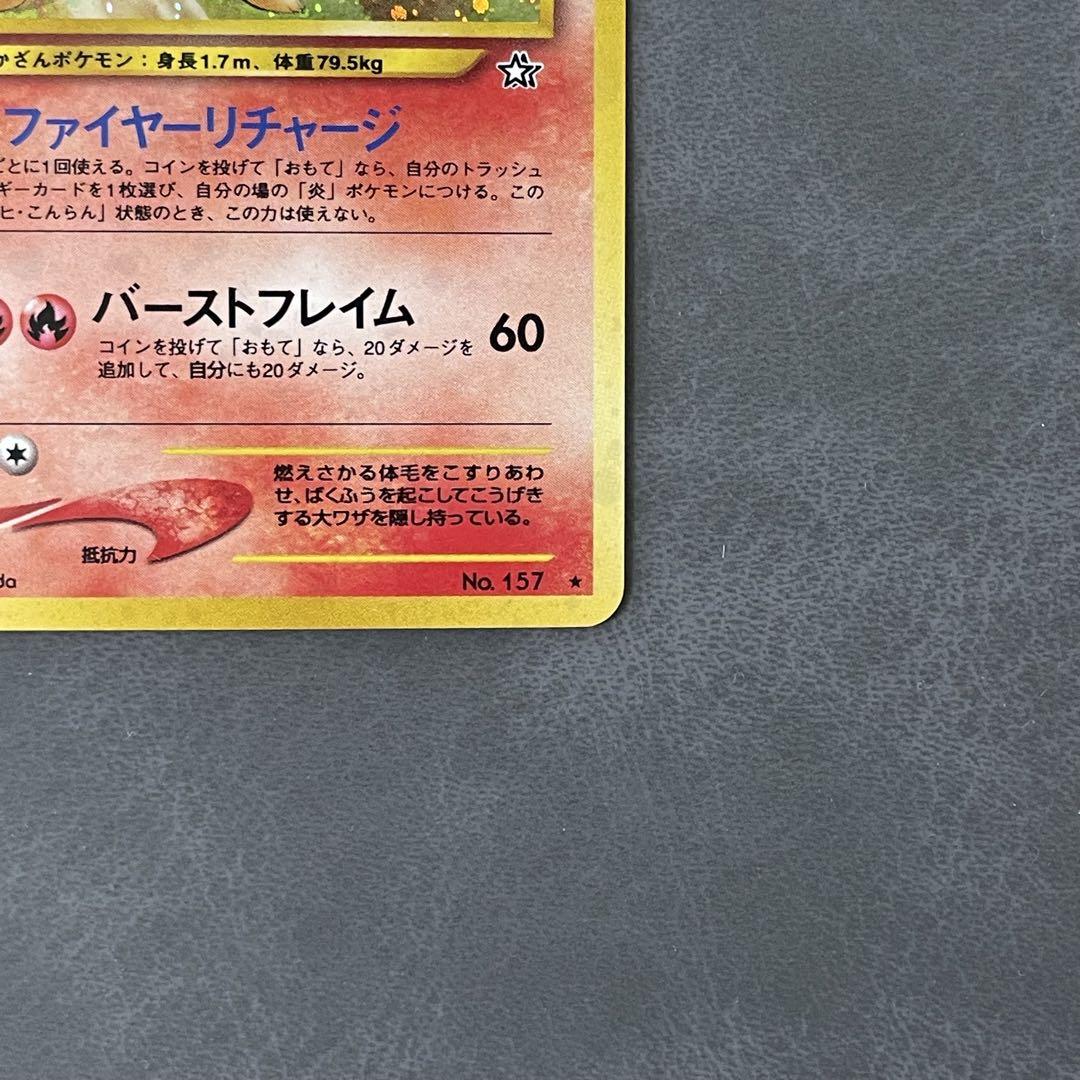 かざんポケモン：身長1.7m、体重79.5kg
ファイヤーリチャージ
ごとに1回使える。コインを投げて「おもて」なら、自分のトラッシュ
ギーカードを1枚選び、自分の場の「炎」ポケモンにつける。この
ヒ・こんらん」状態のとき、この力は使えない。
バーストフレイム
60
コインを投げて「おもて」なら、20ダメージを
追加して、自分にも20ダメージ。
燃えさかる体毛をこすりあわ
せ、ばくふうを起こしてこうげき
する大ワザを隠し持っている。
抵抗力
da
No. 157 ★